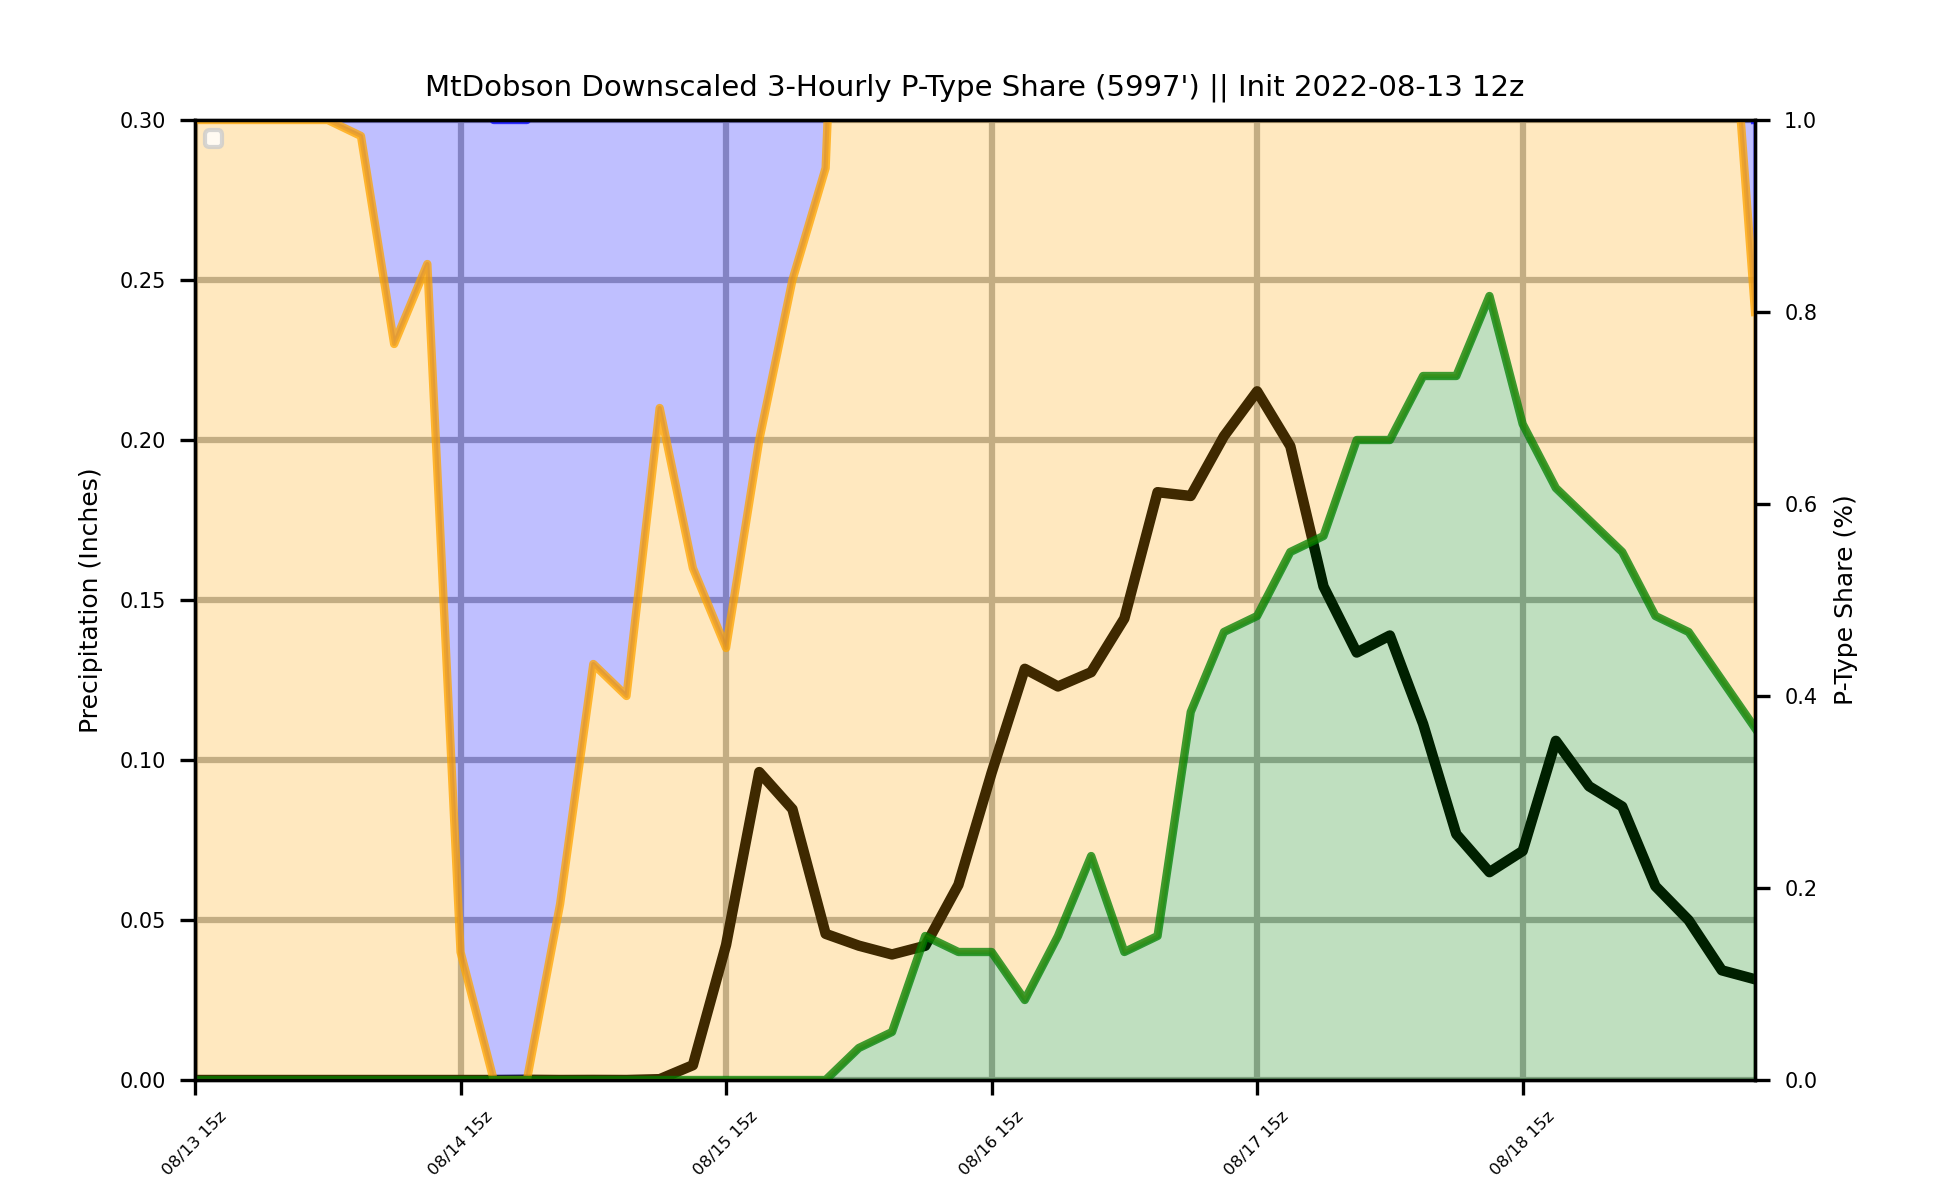 MtDobson Downscaled 3-Hourly P-Type Share (5997') || Init 2022-08-13 12z
0.30
0.25
0.20
0.15
0.10
0.05
0.00
Precipitation (Inches)
1.0
0.8
0.6
0.4
0.2
0.0
P-Type Share (%)
08/13 15z
08/14 15z
08/15 15z
08/16 15z
08/17 15z
08/18 15z